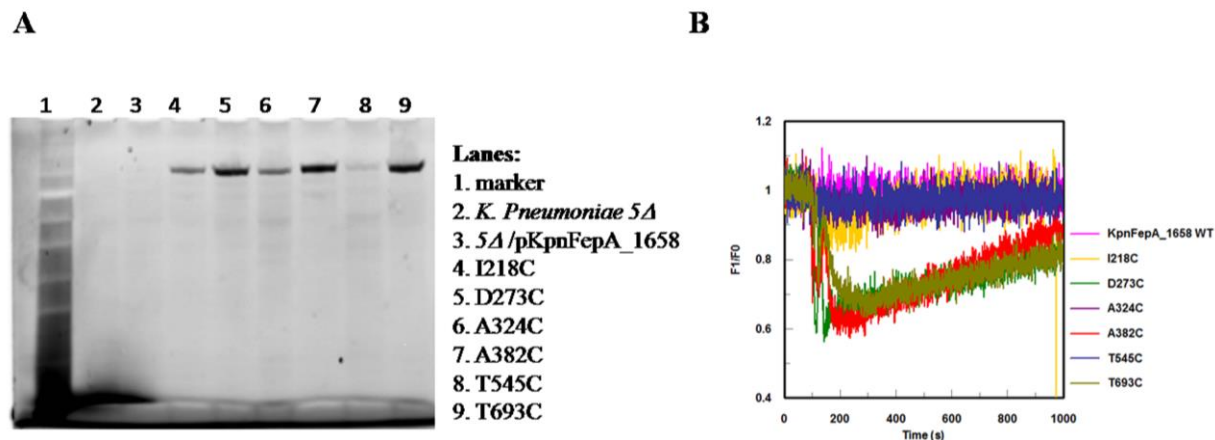 A
B
1 2 3 4 5 6 7 8 9
Lanes:
1. marker
2. K. Pneumoniae 5Δ
3. 5Δ/pKpnFepA_1658
4. I218C
5. D273C
6. A324C
7. A382C
8. T545C
9. T693C
1.2
1
0.8
0.6
0.4
F1/F0
0 200 400 600 800 1000
Time (s)
KpnFepA_1658 WT
I218C
D273C
A324C
A382C
T545C
T693C